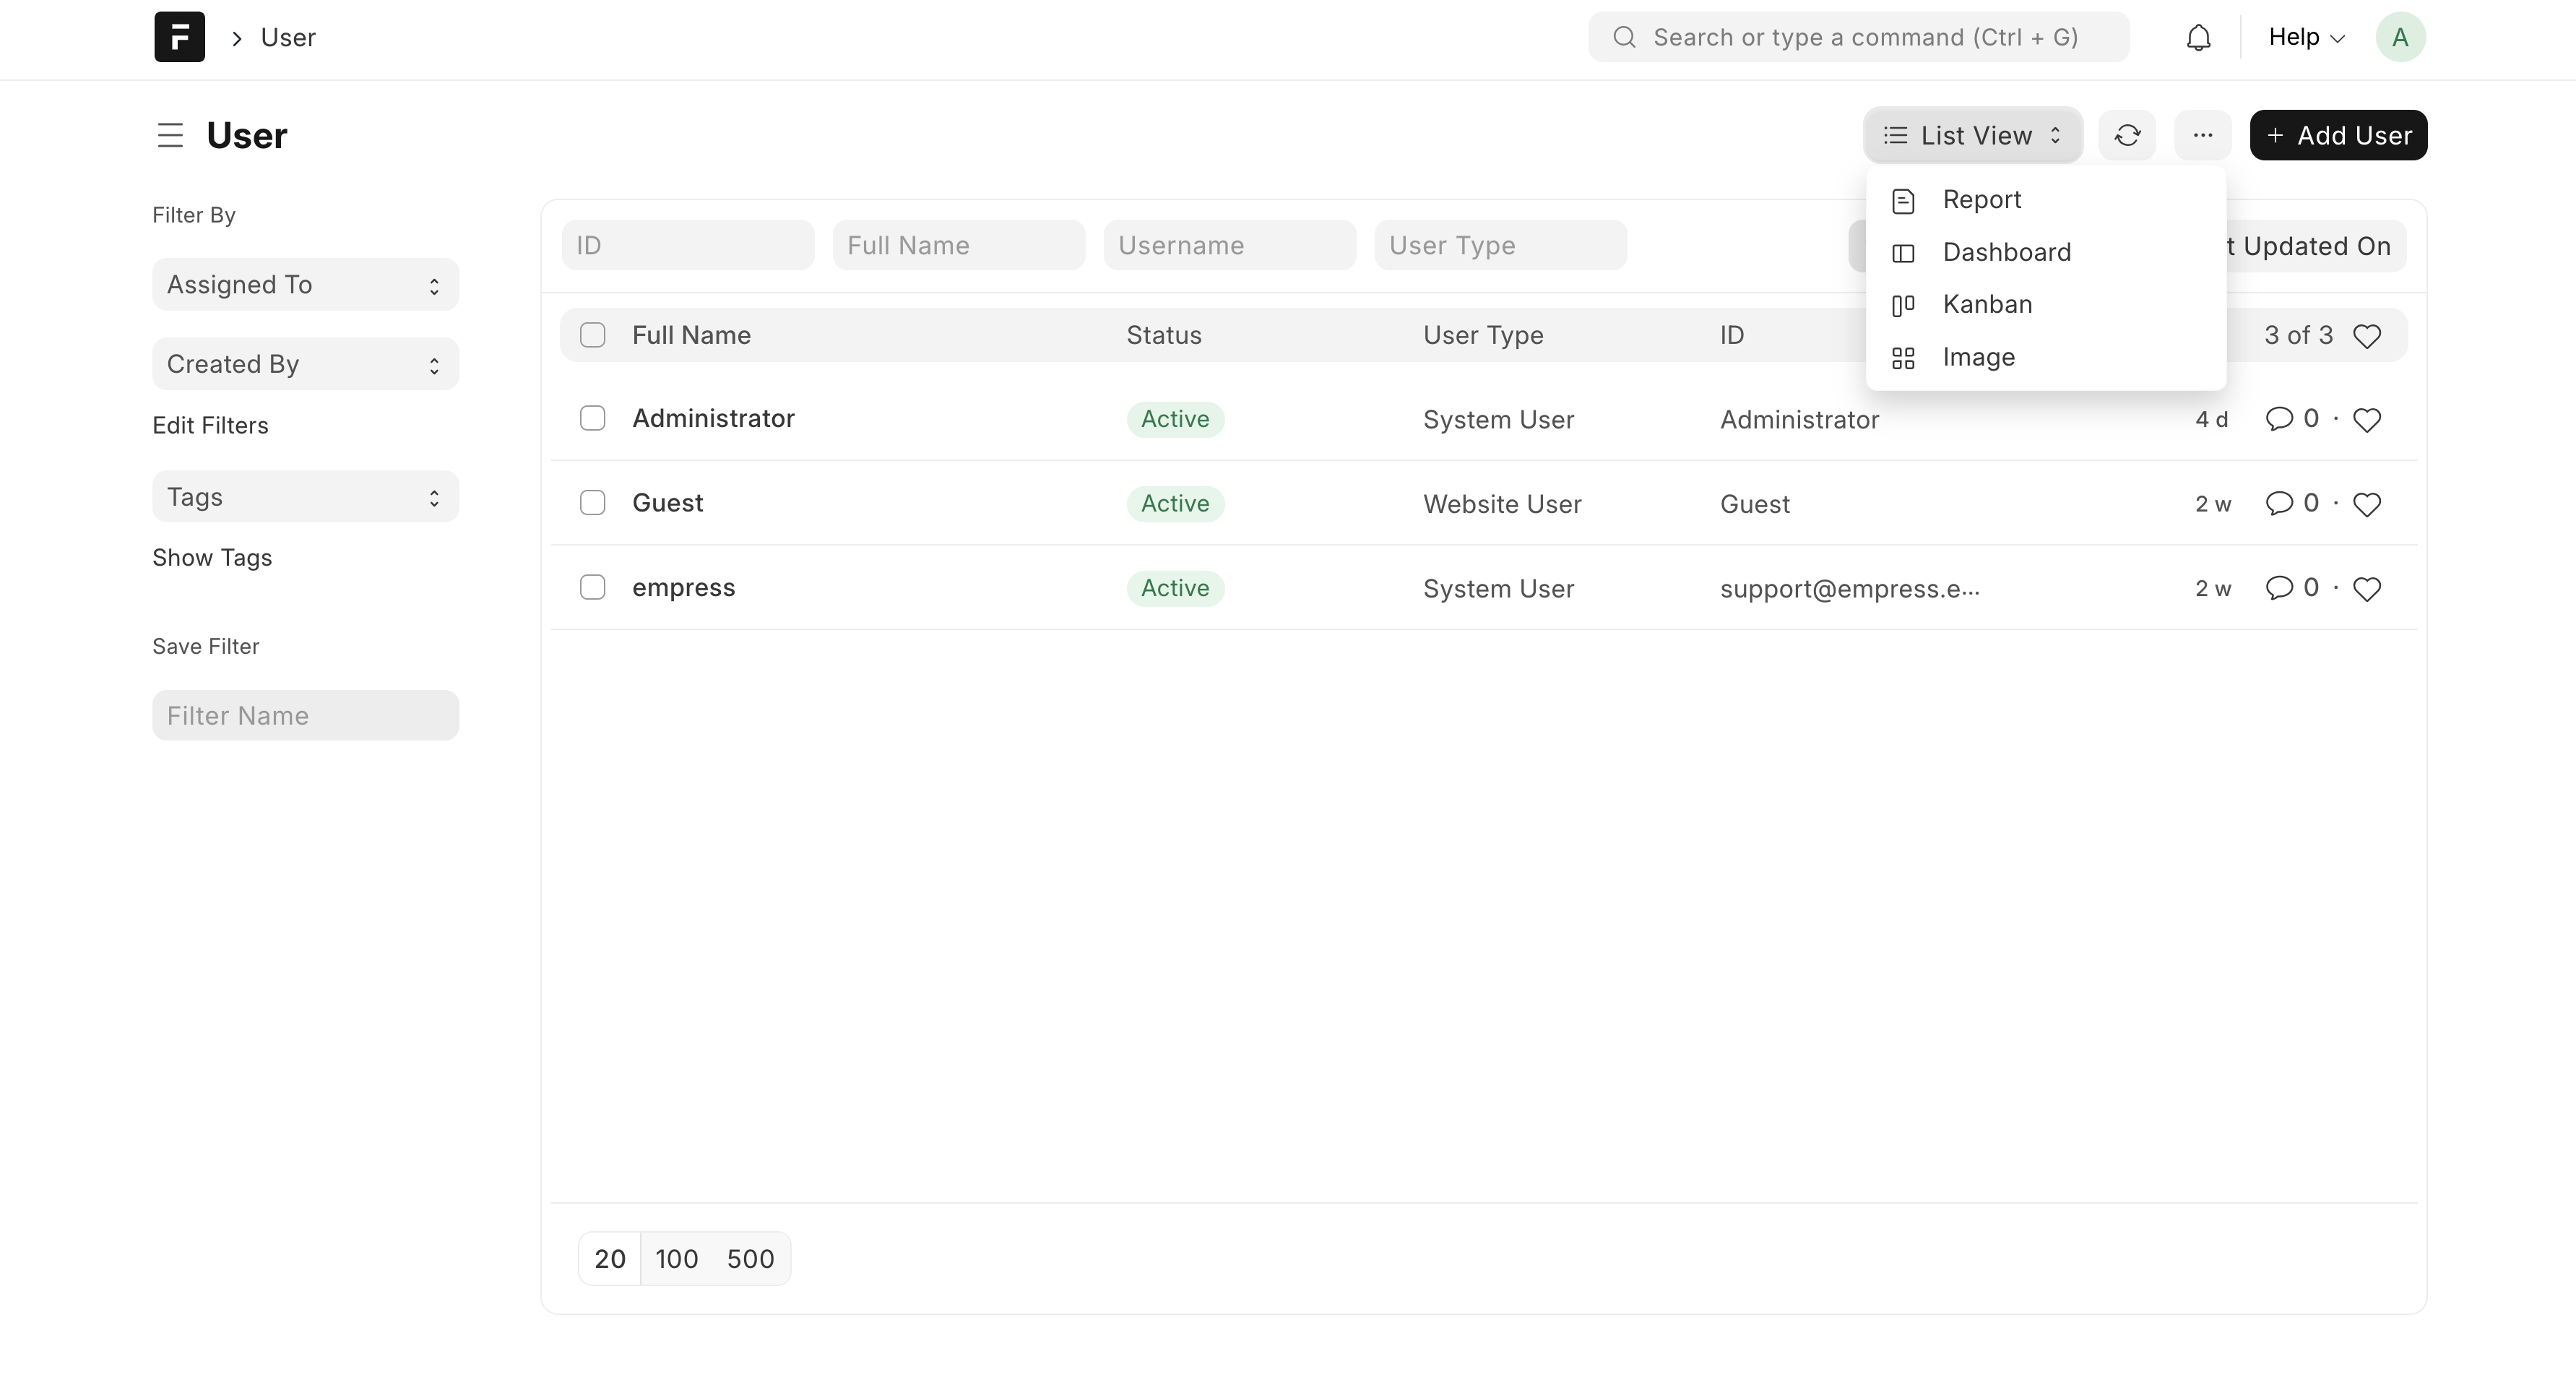 User
Search or type a command (Ctrl + G)
Help
A
User
List View
Add User
Report
Dashboard
Kanban
Image
Filter By
Assigned To
Created By
Edit Filters
Tags
Show Tags
Save Filter
Filter Name
ID Full Name Username User Type t Updated On
Full Name Status User Type ID 3 of 3
Administrator Active System User Administrator 4 d 0 ·
Guest Active Website User Guest 2 w 0 ·
empress Active System User support@empress.e... 2 w 0 ·
20 100 500